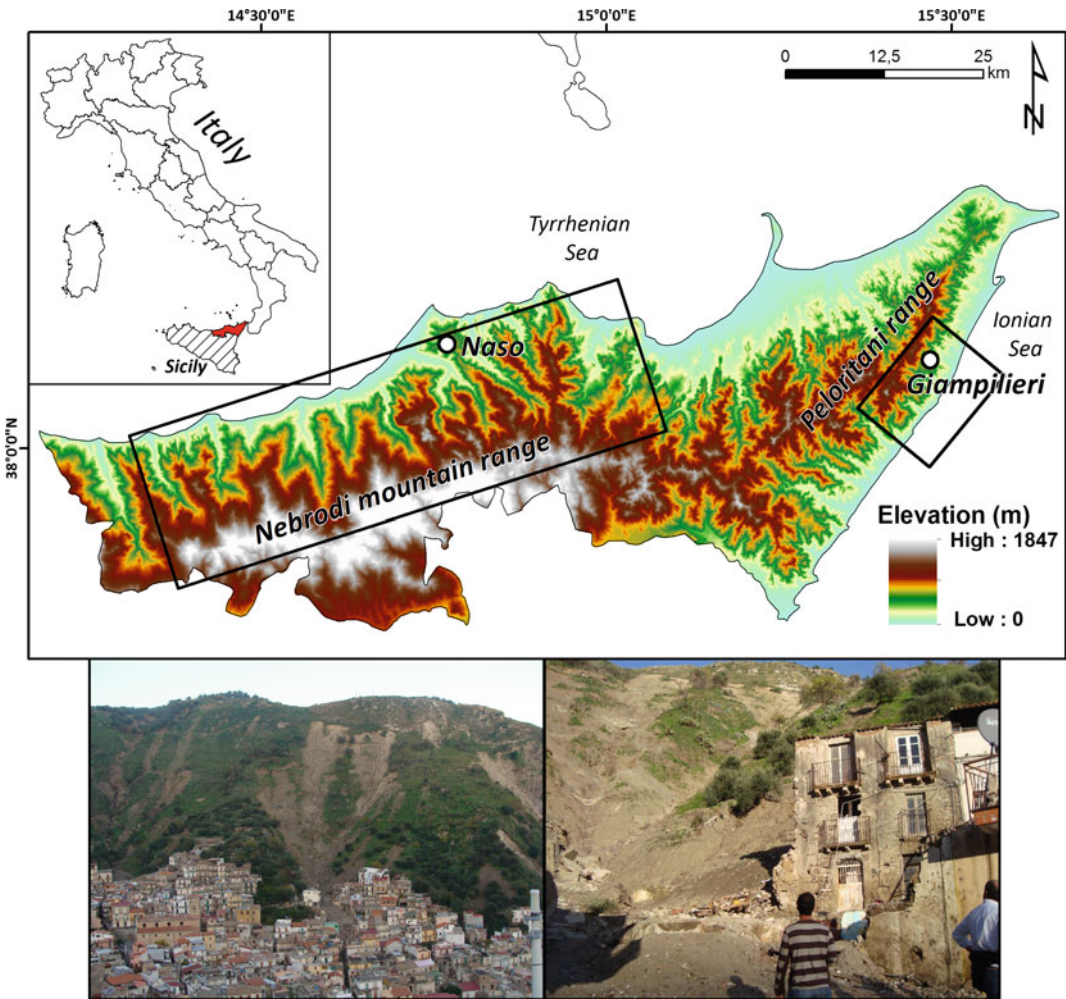 14°30'0"E
15°0'0"E
15°30'0"E
0
12,5
25
km
N
Italy
Sicily
Tyrrhenian
Sea
Ionian
Sea
Naso
Giampilieri
Peloritani range
Nebrodi mountain range
38°0'0"N
Elevation (m)
High : 1847
Low : 0